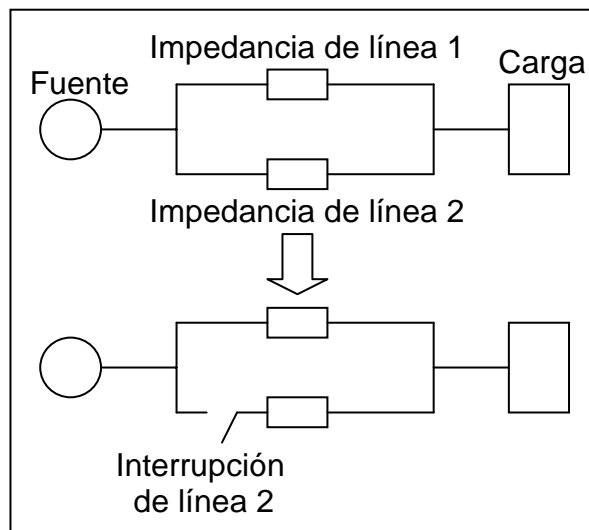 Impedancia de línea 1
Fuente
Carga
Impedancia de línea 2
Interrupción
de línea 2